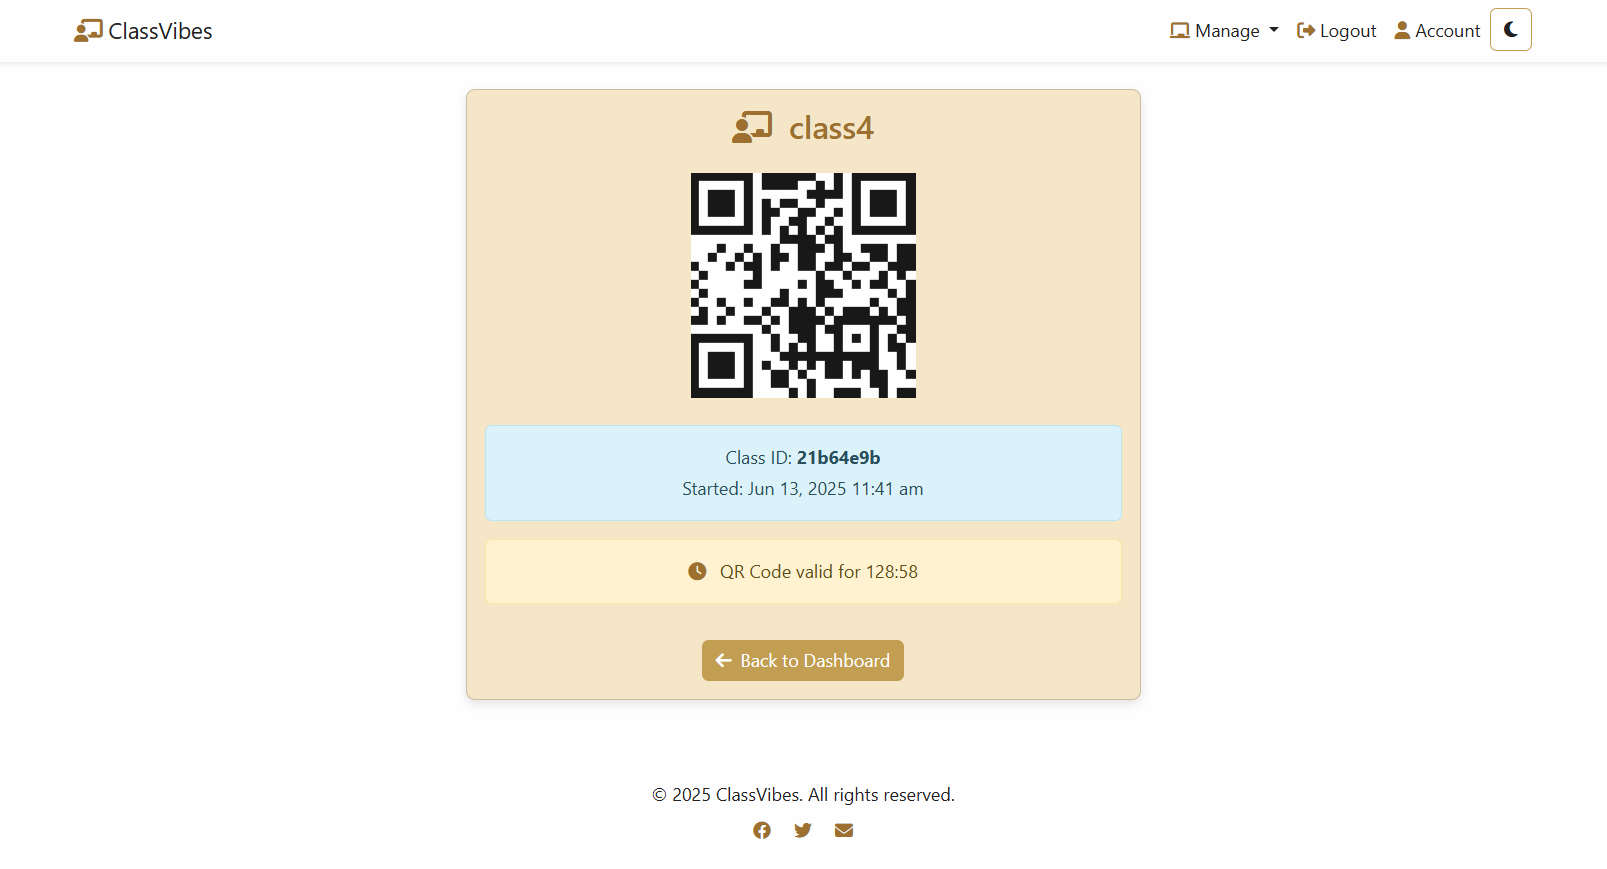 ClassVibes
Manage
Logout
Account
class4
Class ID: 21b64e9b
Started: Jun 13, 2025 11:41 am
QR Code valid for 128:58
Back to Dashboard
© 2025 ClassVibes. All rights reserved.